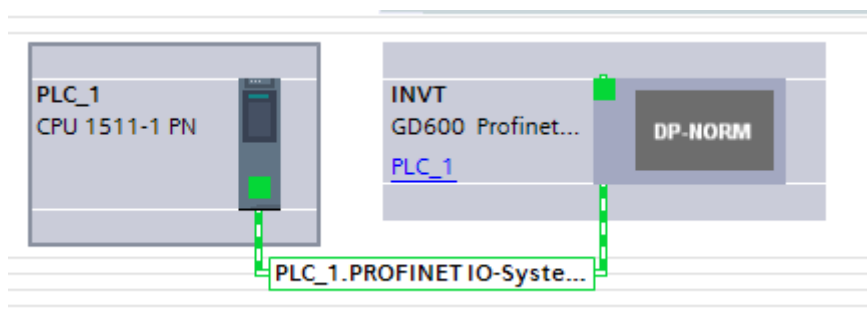 PLC_1
CPU 1511-1 PN
INVT
GD600 Profinet...
PLC_1
DP-NORM
PLC_1.PROFINET IO-Syste...